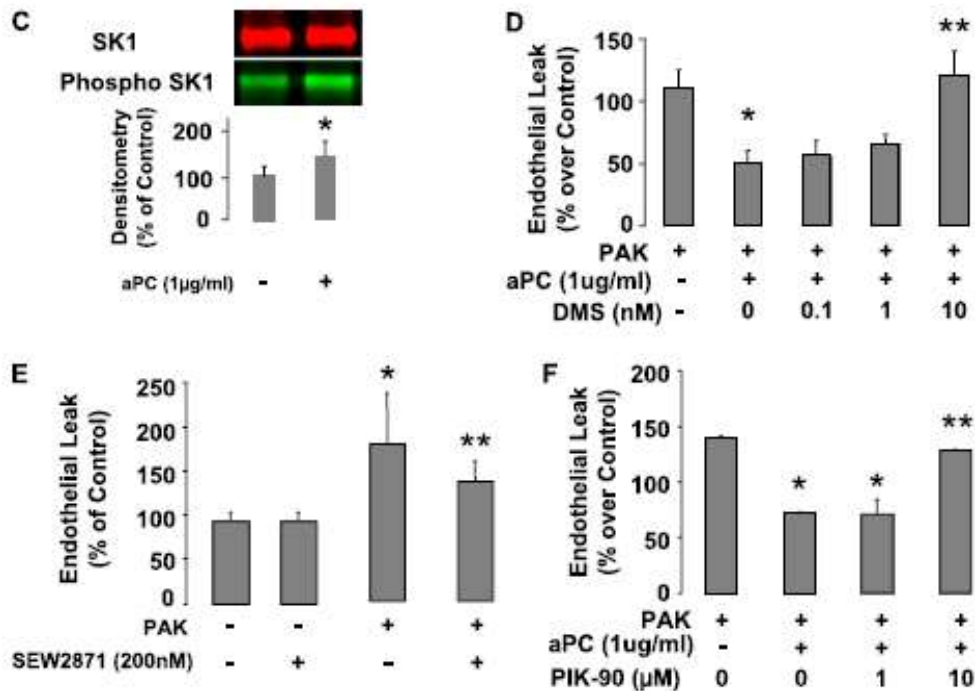 C
SK1
Phospho SK1
Densitometry
(% of Control)
200
100
0
*
aPC (1µg/ml) - +
D
Endothelial Leak
(% over Control)
150
100
50
0
* **
PAK + + + + +
aPC (1ug/ml) - + + + +
DMS (nM) - 0 0.1 1 10
E
Endothelial Leak
(% of Control)
250
200
150
100
50
0
* **
PAK - - + +
SEW2871 (200nM) - + - +
F
Endothelial Leak
(% over Control)
200
150
100
50
0
* * **
PAK + + + +
aPC (1ug/ml) - + + +
PIK-90 (µM) 0 0 1 10